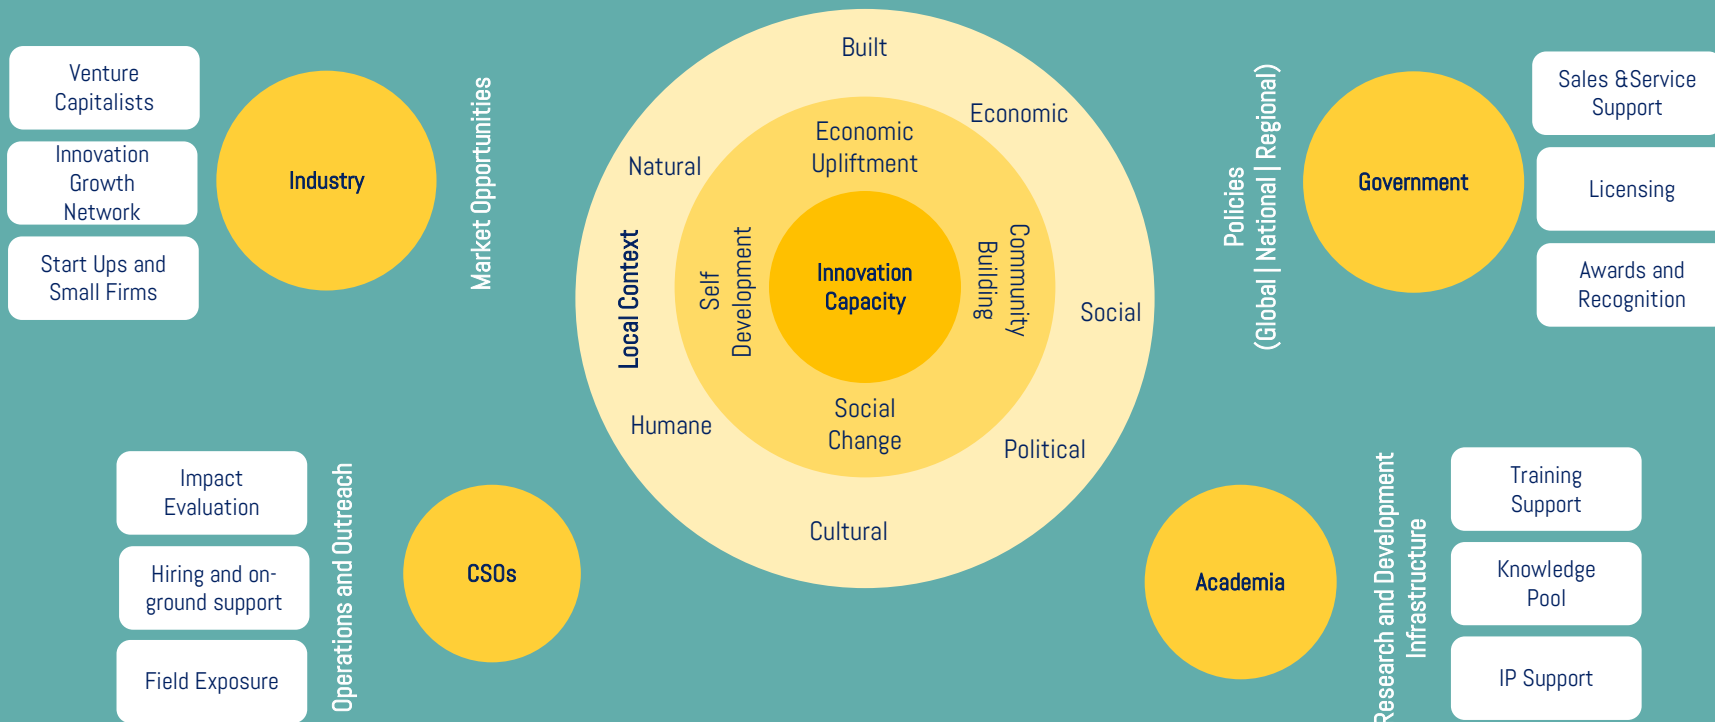 Venture
Capitalists
Innovation
Growth
Network
Start Ups and
Small Firms
Industry
Market Opportunities
Built
Economic
Natural
Local Context
Humane
Cultural
Political
Social
Economic
Upliftment
Self
Development
Community
Building
Social
Change
Innovation
Capacity
Policies
(Global | National | Regional)
Government
Sales &Service
Support
Licensing
Awards and
Recognition
Impact
Evaluation
Hiring and on-
ground support
Field Exposure
Operations and Outreach
CSOs
Academia
Research and Development
Infrastructure
Training
Support
Knowledge
Pool
IP Support